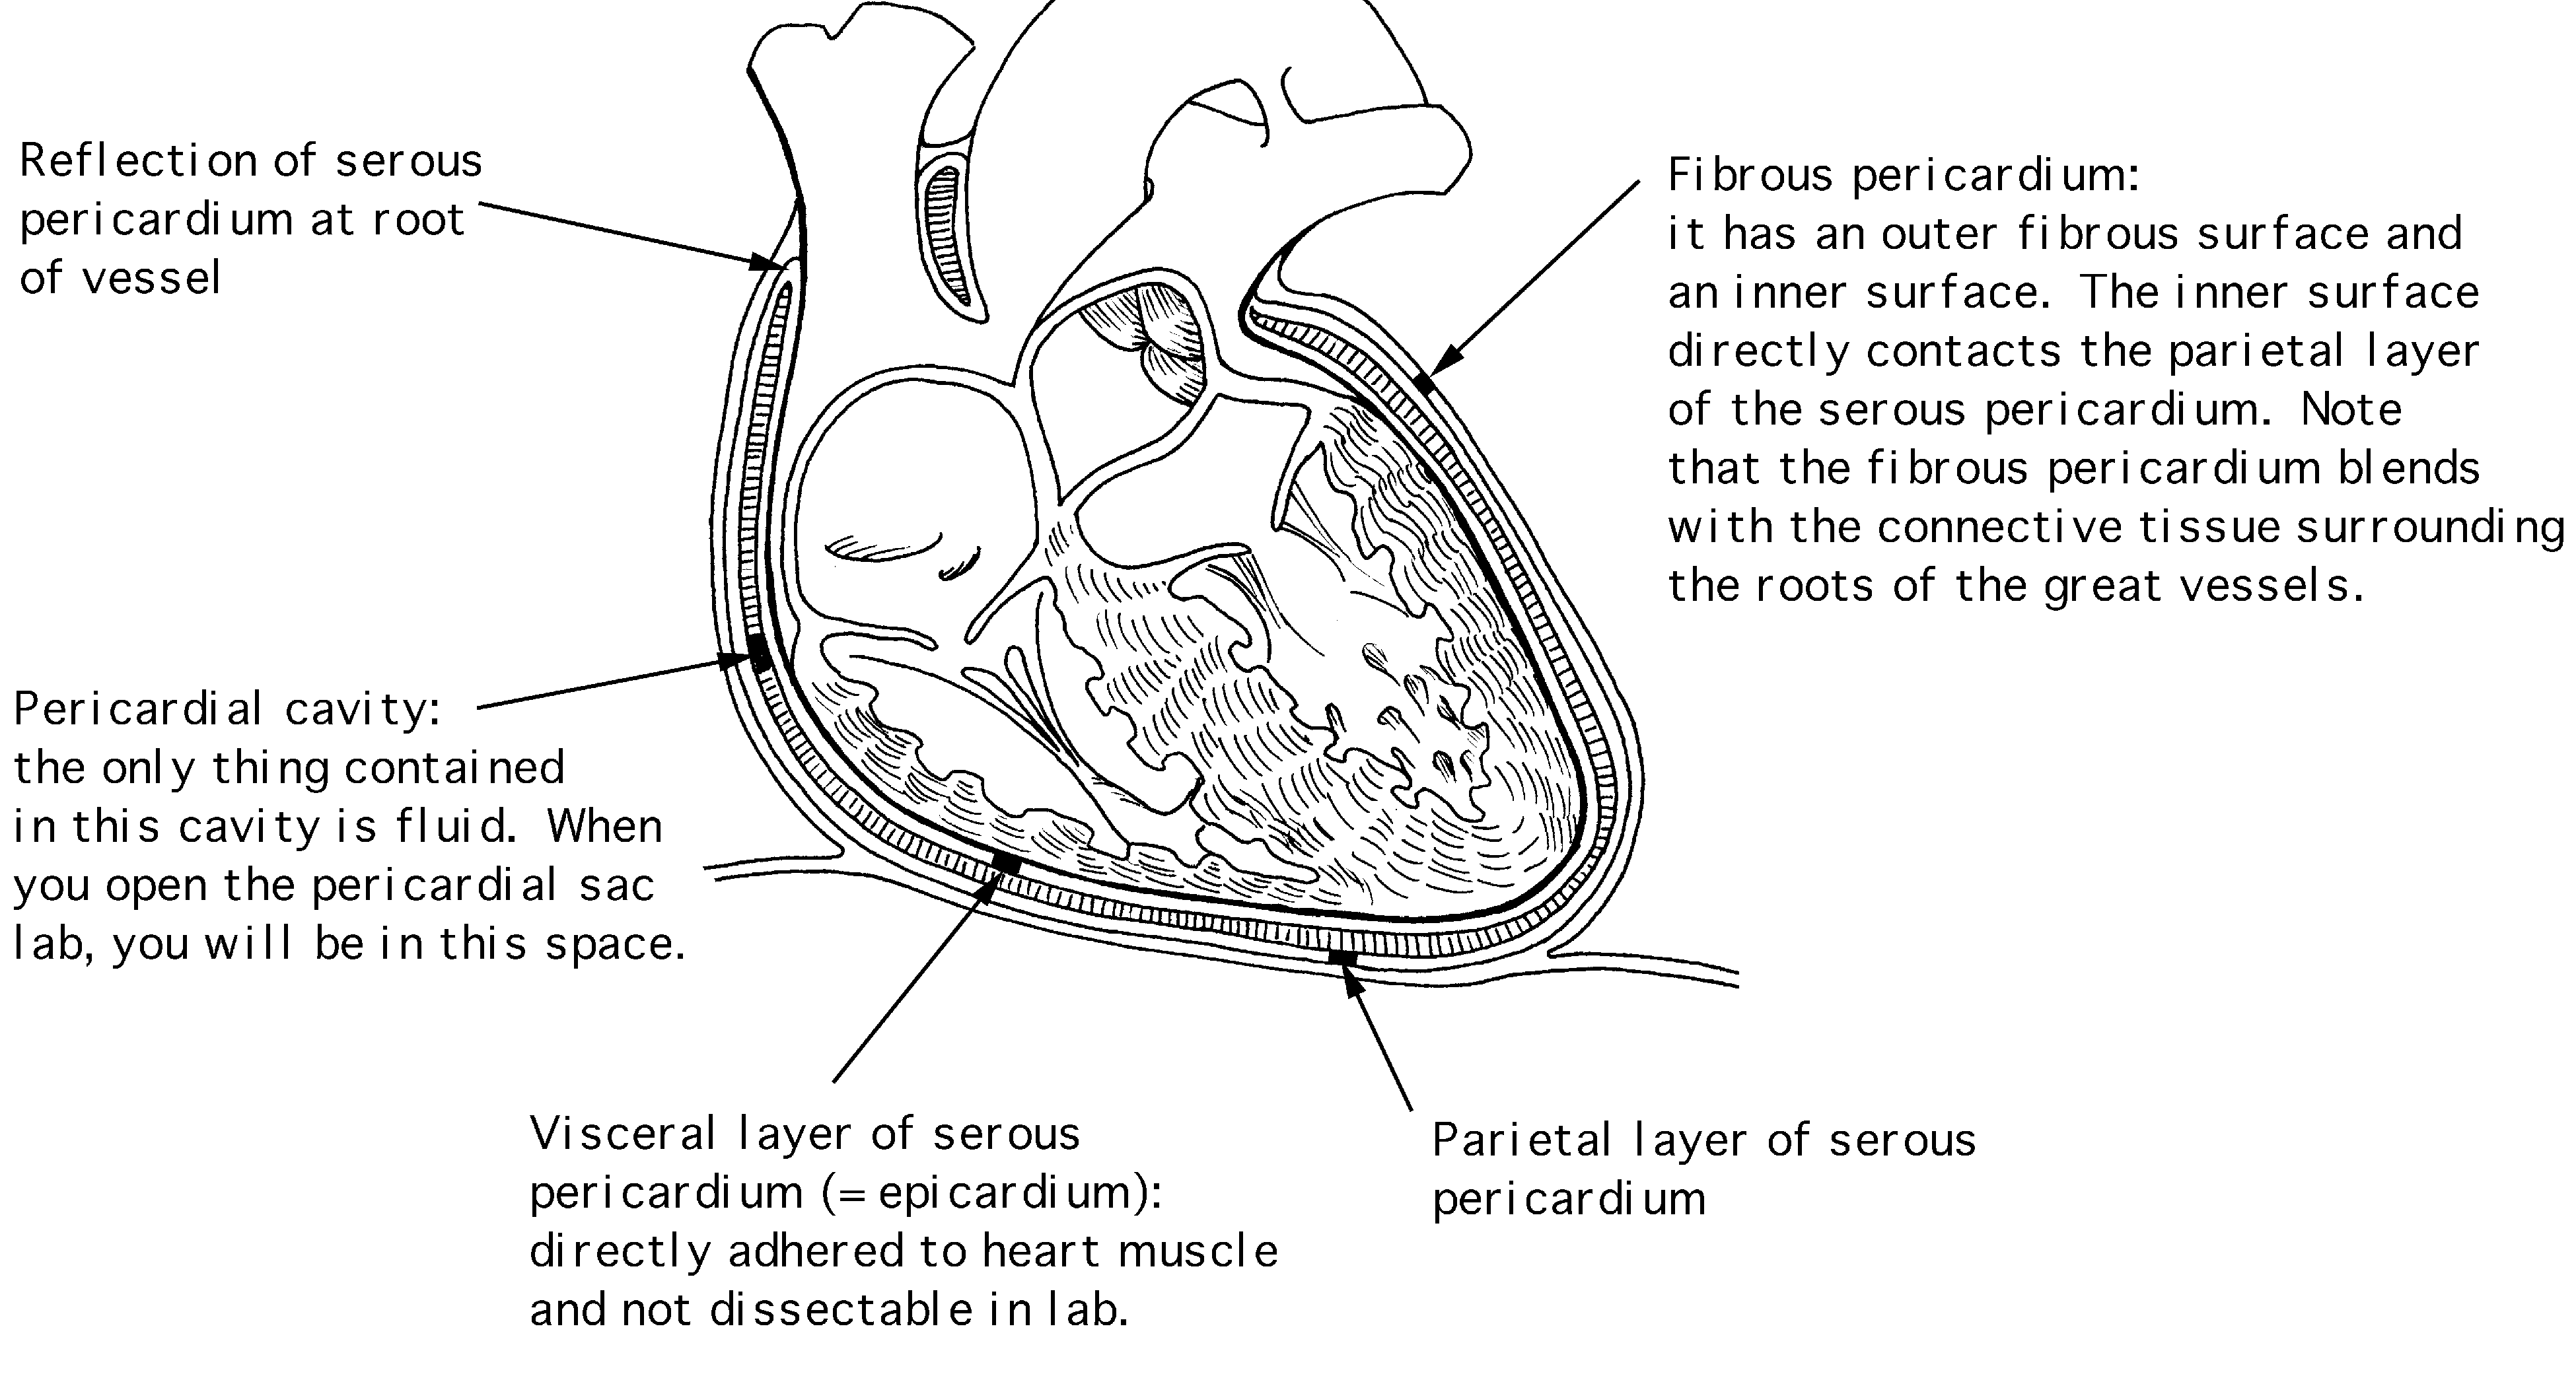 Reflection of serous
pericardium at root
of vessel
Fibrous pericardium:
it has an outer fibrous surface and
an inner surface. The inner surface
directly contacts the parietal layer
of the serous pericardium. Note
that the fibrous pericardium blends
with the connective tissue surrounding
the roots of the great vessels.
Pericardial cavity:
the only thing contained
in this cavity is fluid. When
you open the pericardial sac
lab, you will be in this space.
Visceral layer of serous
pericardium (= epicardium):
directly adhered to heart muscle
and not dissectable in lab.
Parietal layer of serous
pericardium